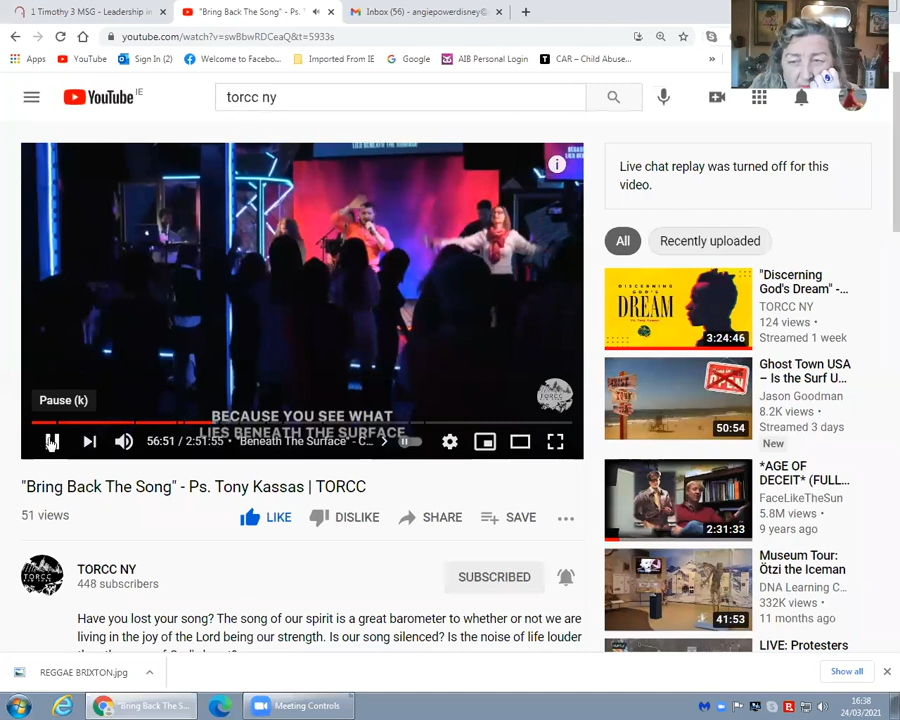 1 Timothy 3 MSG - Leadership in
"Bring Back The Song" - Ps.
Inbox (56) - angiepowerdisney@
youtube.com/watch?v=swBbwRDCeaQ&t=5933s
Apps
YouTube
Sign In (2)
Welcome to Facebo...
Imported From IE
Google
AIB Personal Login
CAR – Child Abuse...
»
YouTube IE
torcc ny
BECAUSE YOU SEE WHAT
LIES BENEATH THE SURFACE
Pause (k)
56:51 / 2:51:55 • "Beneath The Surface" - C...
"Bring Back The Song" - Ps. Tony Kassas | TORCC
51 views
LIKE
DISLIKE
SHARE
SAVE
TORCC NY
448 subscribers
SUBSCRIBED
Have you lost your song? The song of our spirit is a great barometer to whether or not we are
living in the joy of the Lord being our strength. Is our song silenced? Is the noise of life louder
Live chat replay was turned off for this
video.
All
Recently uploaded
DISCERNING
GOD'S
DREAM
3:24:46
"Discerning
God's Dream" -...
TORCC NY
124 views •
Streamed 1 week
OPEN
50:54
Ghost Town USA
– Is the Surf U...
Jason Goodman
8.2K views •
Streamed 3 days
New
2:31:33
*AGE OF
DECEIT* (FULL...
FaceLikeTheSun
5.8M views •
9 years ago
41:53
Museum Tour:
Ötzi the Iceman
DNA Learning C...
332K views •
11 months ago
LIVE: Protesters
REGGAE BRIXTON.jpg
Show all
"Bring Back The S...
Meeting Controls
16:38
24/03/2021